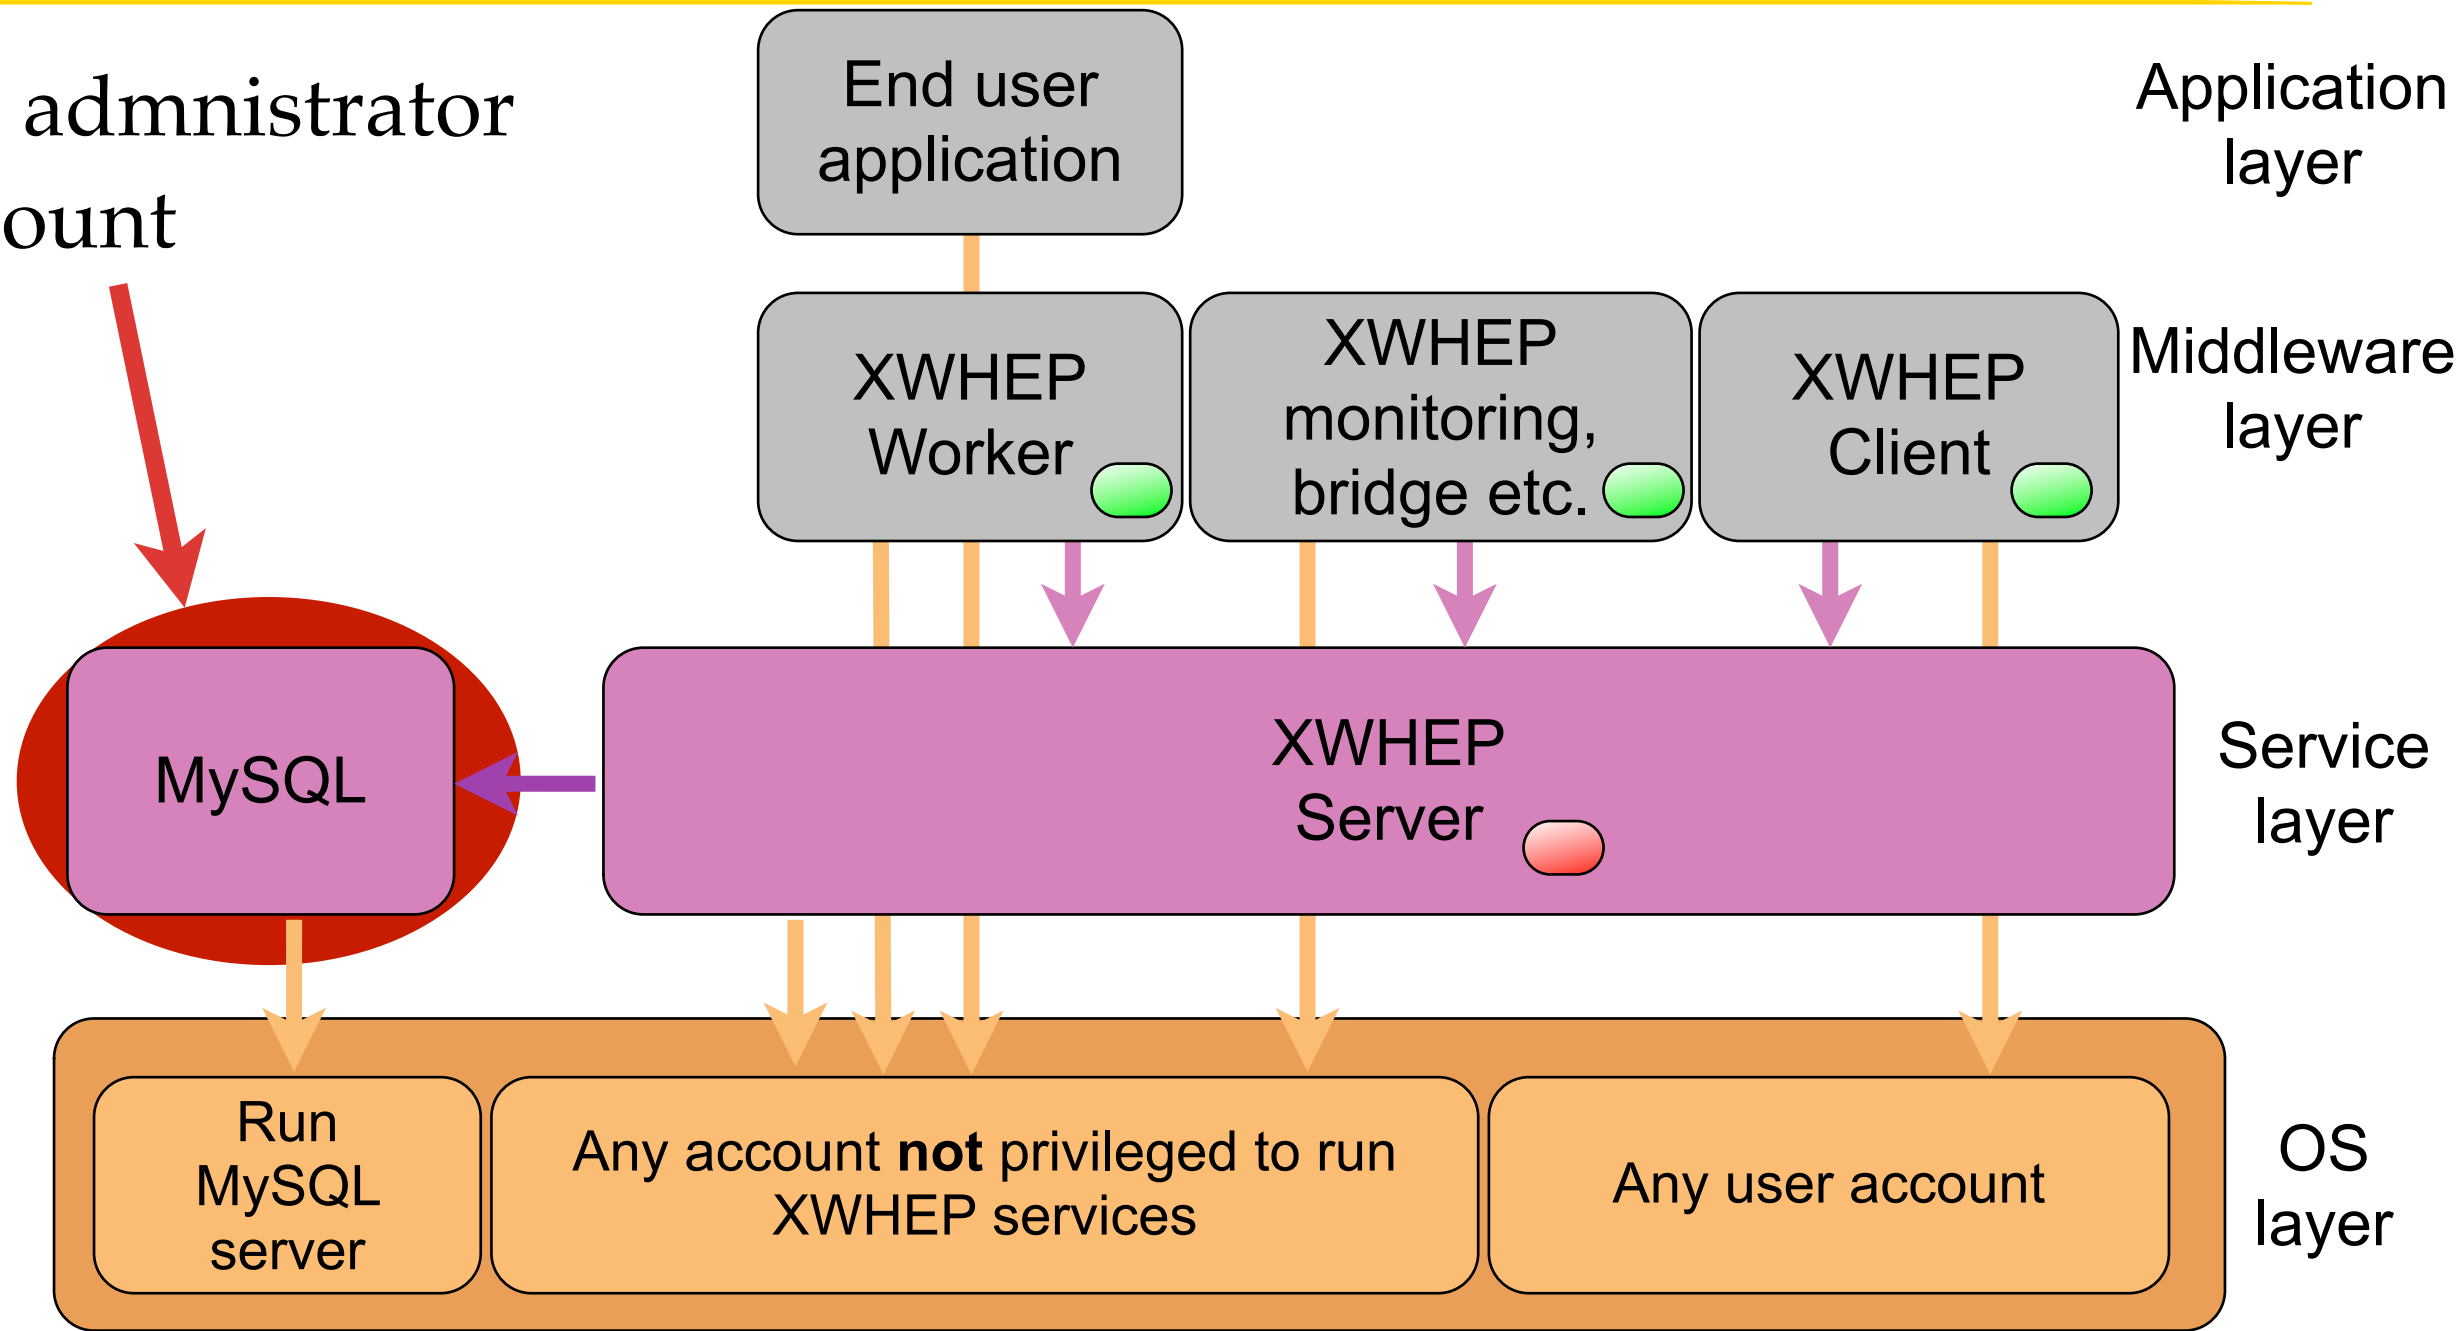 admnistrator
ount
End user
application
Application
layer
XWHEP
Worker
XWHEP
monitoring,
bridge etc.
XWHEP
Client
Middleware
layer
MySQL
XWHEP
Server
Service
layer
Run
MySQL
server
Any account not privileged to run
XWHEP services
Any user account
OS
layer